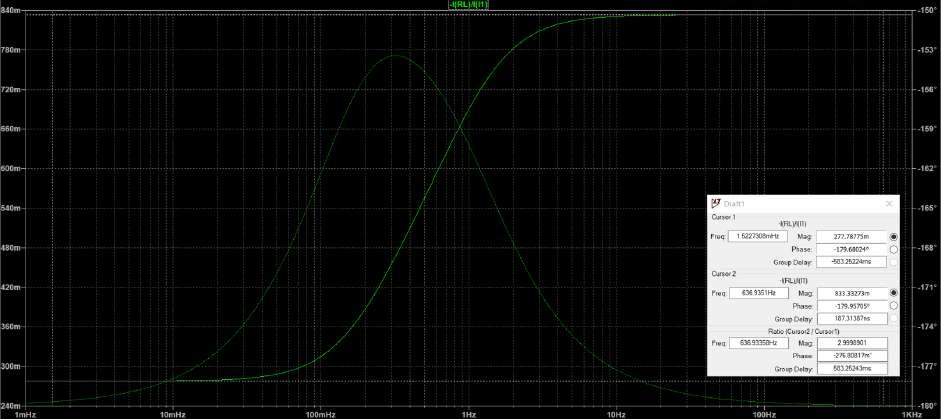 -I(RL)/I(I1)
840m
-150°
780m
-153°
720m
-156°
660m
-159°
600m
-162°
540m
-165°
480m
-168°
420m
-171°
360m
-174°
300m
-177°
240m
-180°
1mHz
10mHz
100mHz
1Hz
10Hz
100Hz
1KHz
Draft1
Cursor 1
-I(RL)/I(I1)
Freq: 1.5227308mHz Mag: 277.78775m
Phase: -179.68024°
Group Delay: -583.25224ms
Cursor 2
-I(RL)/I(I1)
Freq: 636.9351Hz Mag: 833.33273m
Phase: -179.95705°
Group Delay: 187.31387ns
Ratio (Cursor2 / Cursor1)
Freq: 636.93358Hz Mag: 2.9998901
Phase: -276.80817m°
Group Delay: 583.25243ms